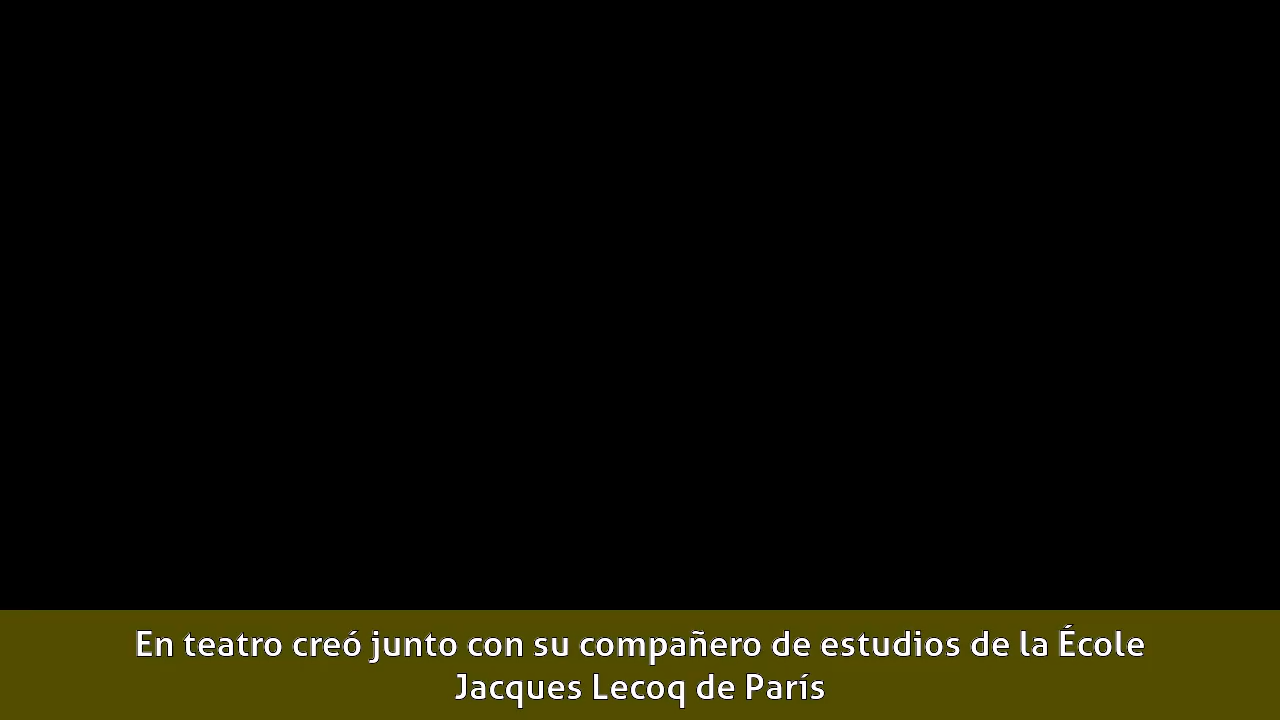 En teatro creó junto con su compañero de estudios de la École
Jacques Lecoq de París